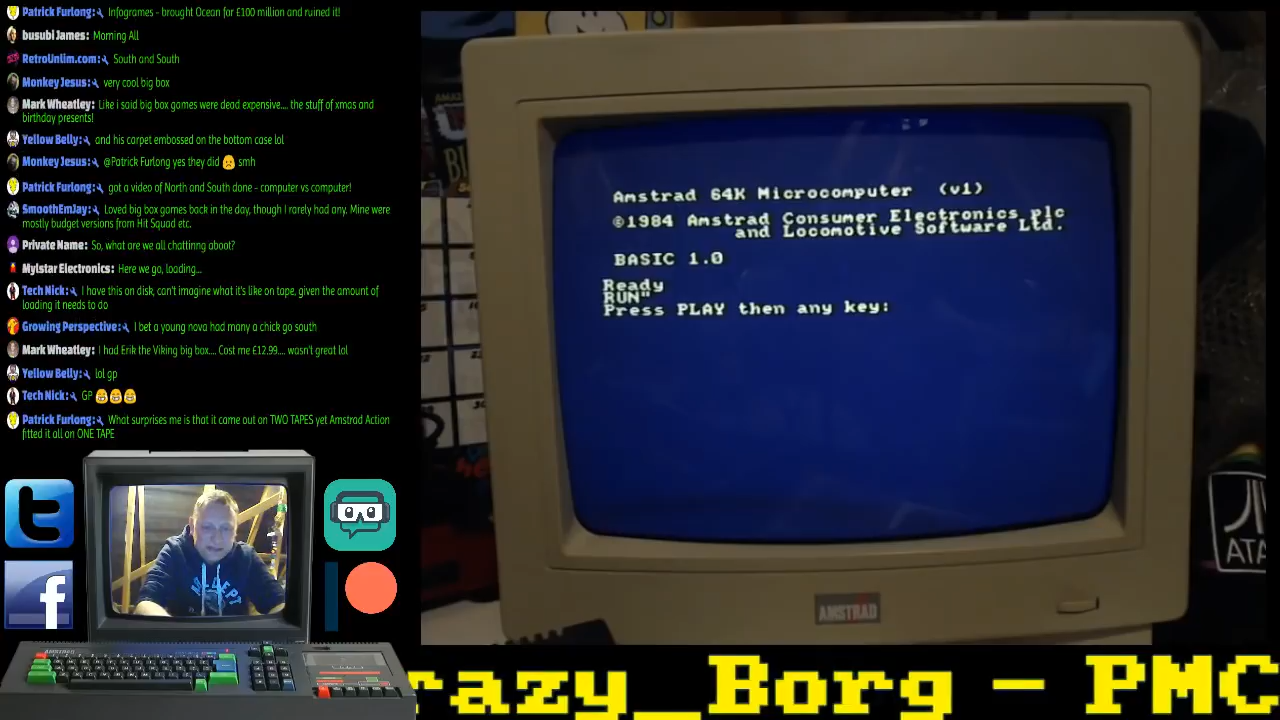 Patrick Furlong: Infogrames - brought Ocean for £100 million and ruined it!
busubi James: Morning All
RetroUnlim.com: South and South
Monkey Jesus: very cool big box
Mark Wheatley: Like i said big box games were dead expensive.... the stuff of xmas and
birthday presents!
Yellow Belly: and his carpet embossed on the bottom case lol
Monkey Jesus: @Patrick Furlong yes they did 😞 smh
Patrick Furlong: got a video of North and South done - computer vs computer!
SmoothEmJay: Loved big box games back in the day, though I rarely had any. Mine were
mostly budget versions from Hit Squad etc.
Private Name: So, what are we all chattinng aboot?
Mylstar Electronics: Here we go, loading...
Tech Nick: I have this on disk, can't imagine what it's like on tape, given the amount of
loading it needs to do
Growing Perspective: I bet a young nova had many a chick go south
Mark Wheatley: I had Erik the Viking big box.... Cost me £12.99.... wasn't great lol
Yellow Belly: lol gp
Tech Nick: GP 😂😂😂
Patrick Furlong: What surprises me is that it came out on TWO TAPES yet Amstrad Action
fitted it all on ONE TAPE
Amstrad 64K Microcomputer (v1)
©1984 Amstrad Consumer Electronics plc
and Locomotive Software Ltd.
BASIC 1.0
Ready
RUN"
Press PLAY then any key:
AMSTRAD
ATA
razy_Borg - PMC